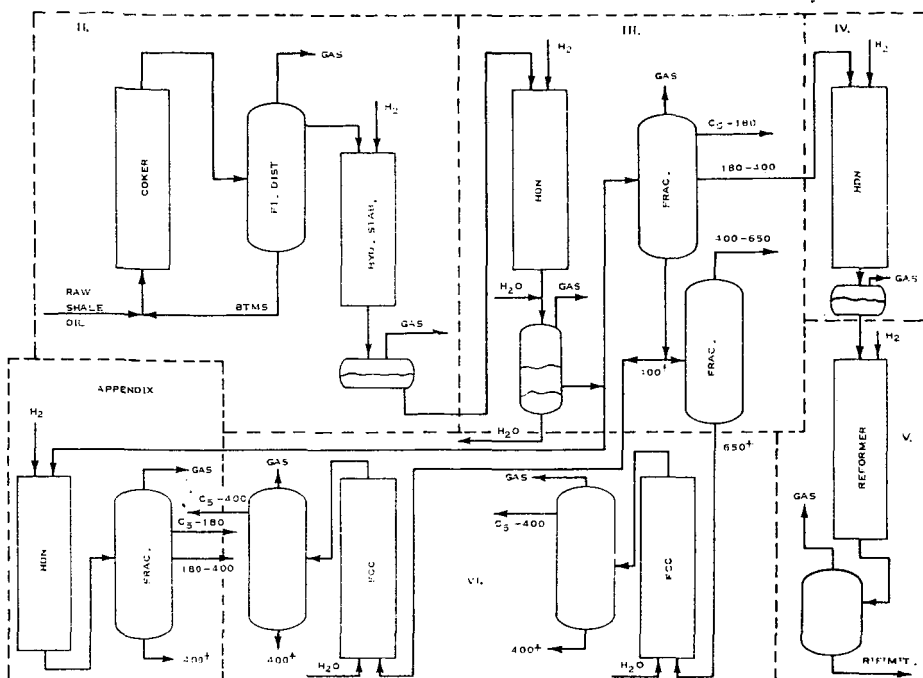 II.
III.
IV.
GAS
H2
H2
GAS
H2
C5-180
180-400
COKER
FI. DIST
HYD. STAB.
HDN
FRAC.
HDN
400-650
RAW
SHALE
OIL
BTMS
GAS
H2O
GAS
GAS
FRAC.
400+
H2
APPENDIX
H2
H2O
650+
REFORMER
V.
GAS
C5-400
C5-180
180-400
GAS
GAS
C5-400
GAS
HDN
FRAC.
FCC
VI.
FCC
400+
400+
H2O
400+
H2O